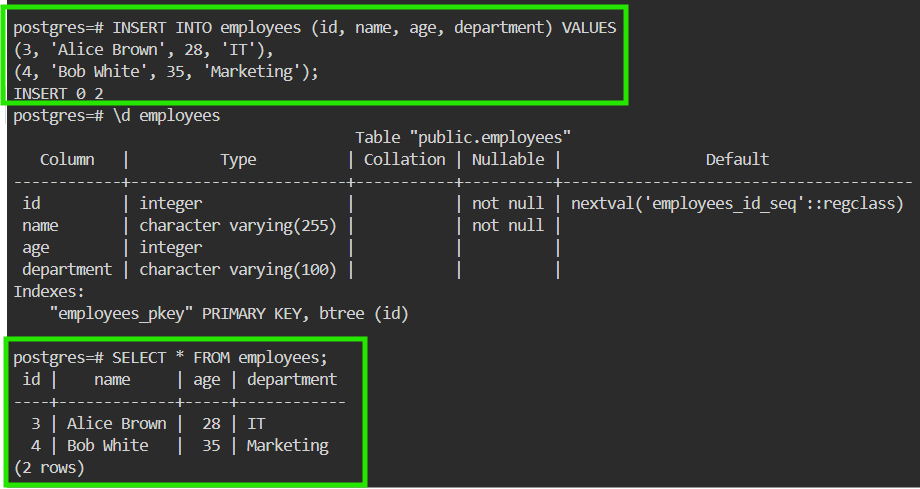 postgres=# INSERT INTO employees (id, name, age, department) VALUES
(3, 'Alice Brown', 28, 'IT'),
(4, 'Bob White', 35, 'Marketing');
INSERT 0 2
postgres=# \d employees
                                  Table "public.employees"
   Column   |          Type          | Collation | Nullable |                Default
------------+------------------------+-----------+----------+---------------------------------------
 id         | integer                |           | not null | nextval('employees_id_seq'::regclass)
 name       | character varying(255) |           | not null |
 age        | integer                |           |          |
 department | character varying(100) |           |          |
Indexes:
    "employees_pkey" PRIMARY KEY, btree (id)
postgres=# SELECT * FROM employees;
 id |    name     | age | department
----+-------------+-----+------------
  3 | Alice Brown |  28 | IT
  4 | Bob White   |  35 | Marketing
(2 rows)